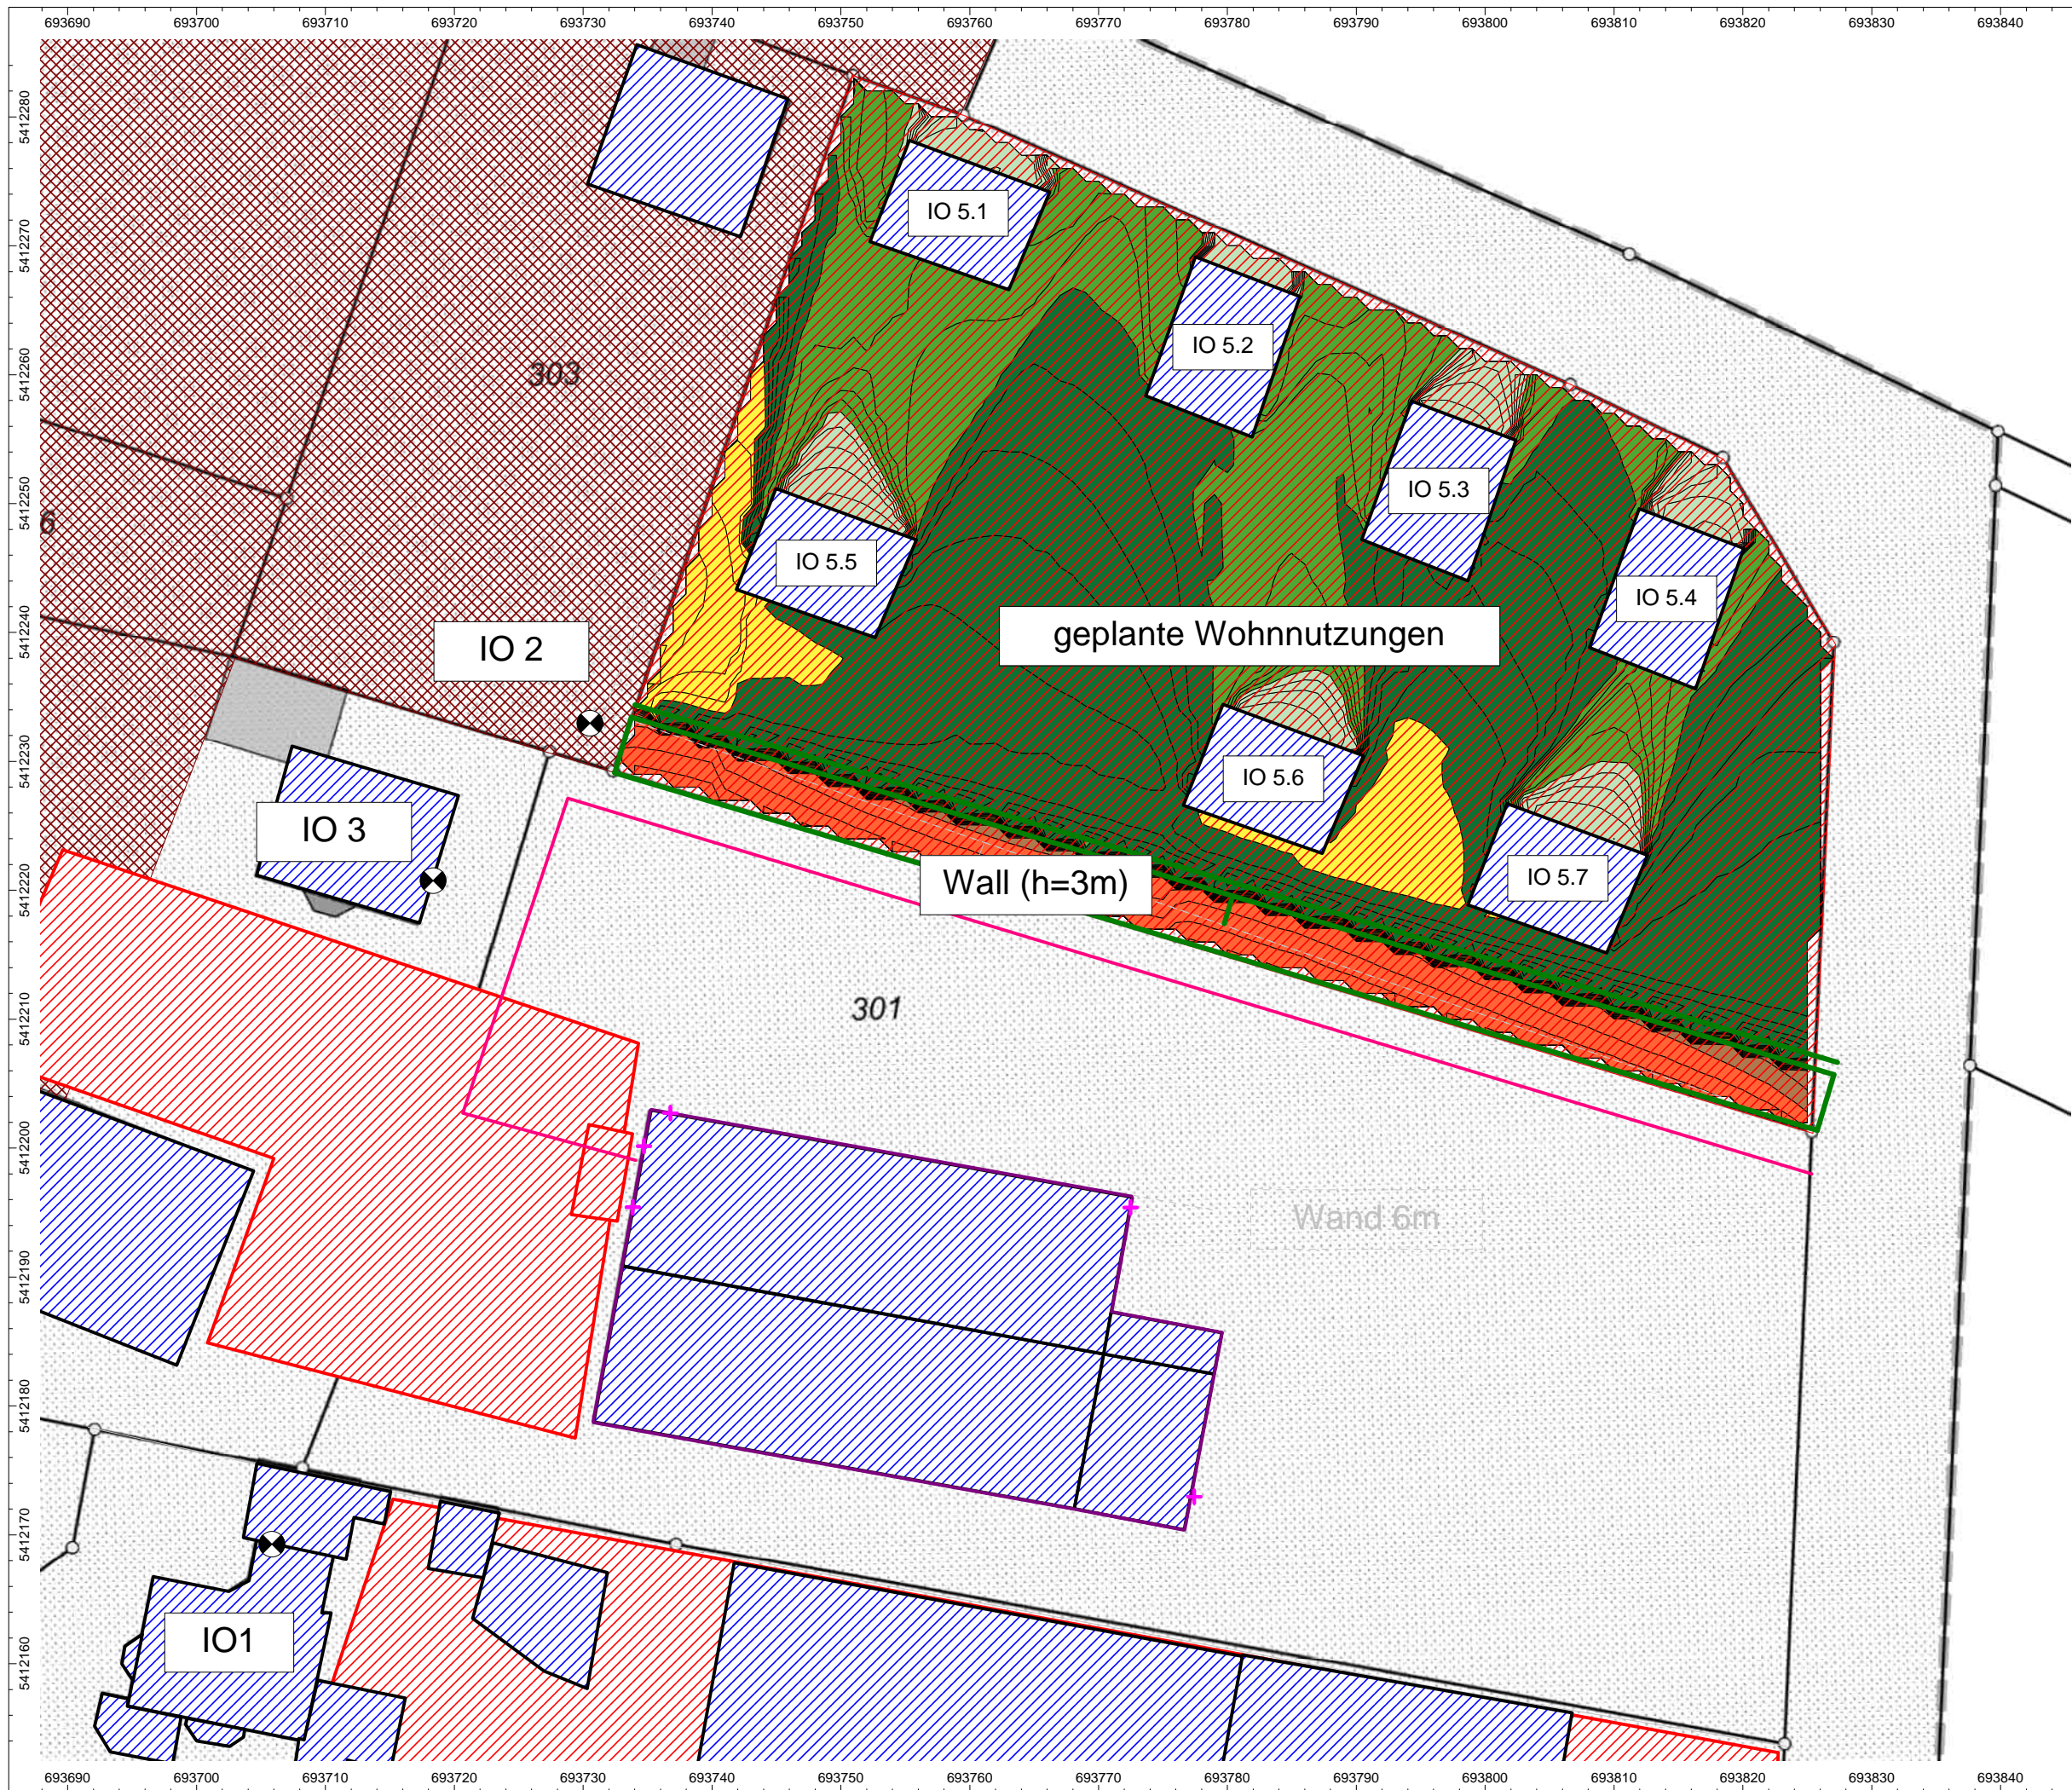 693690 693700 693710 693720 693730 693740 693750 693760 693770 693780 693790 693800 693810 693820 693830 693840
5412280
5412270
5412260
5412250
5412240
5412230
5412220
5412210
5412200
5412190
5412180
5412170
5412160
IO 5.1
IO 5.2
303
IO 5.3
6
IO 5.5
IO 5.4
geplante Wohnnutzungen
IO 2
IO 5.6
IO 3
IO 5.7
Wall (h=3m)
301
Wand 6m
IO1
693690 693700 693710 693720 693730 693740 693750 693760 693770 693780 693790 693800 693810 693820 693830 693840